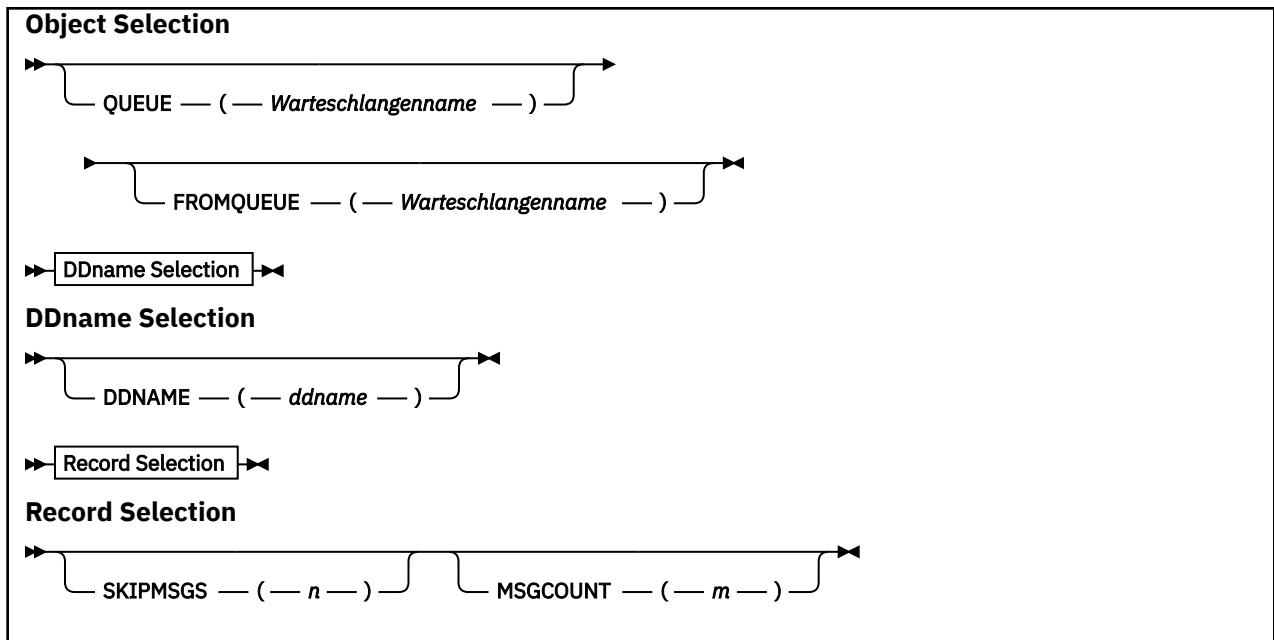 Object Selection
QUEUE — ( — Warteschlangenname — )
FROMQUEUE — ( — Warteschlangenname — )
DDname Selection
DDname Selection
DDNAME — ( — ddname — )
Record Selection
Record Selection
SKIPMSGS — ( — n — ) MSGCOUNT — ( — m — )